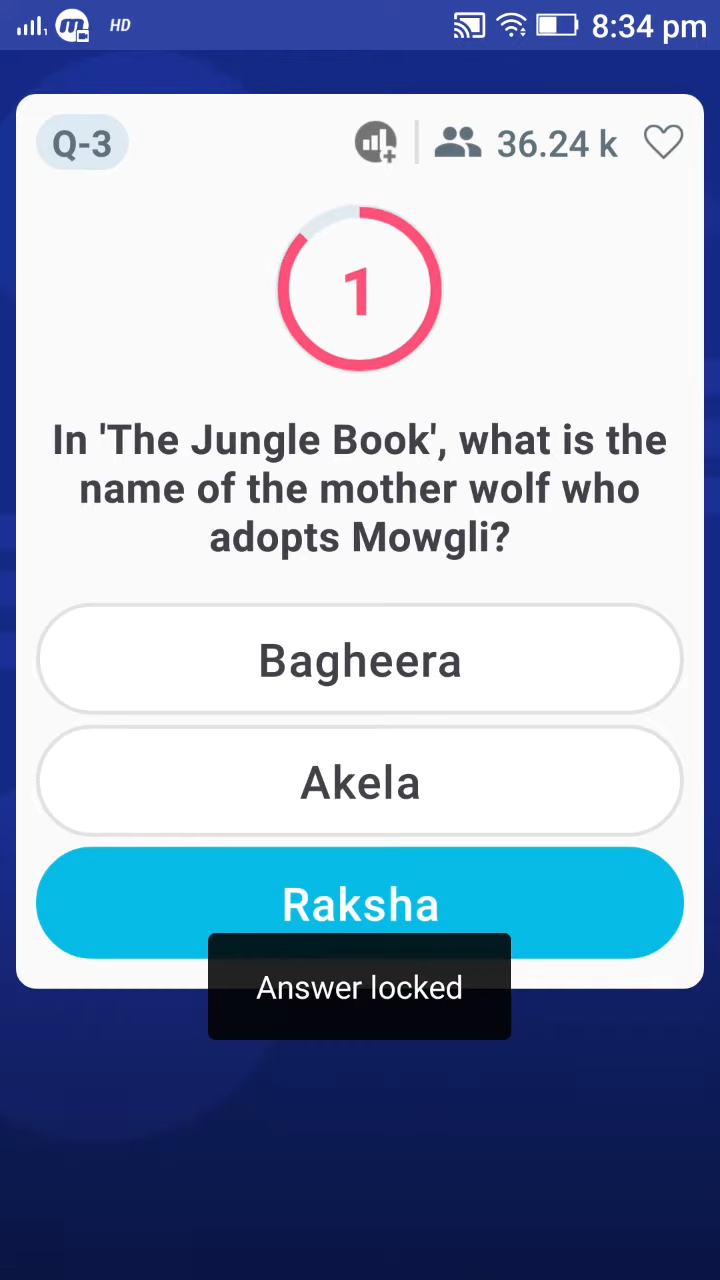 HD 8:34 pm
Q-3 36.24 k
1
In 'The Jungle Book', what is the
name of the mother wolf who
adopts Mowgli?
Bagheera
Akela
Raksha
Answer locked